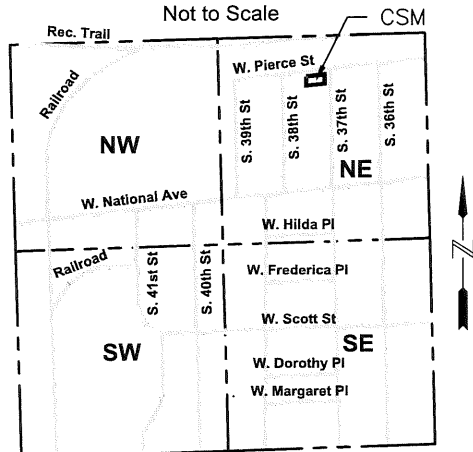 Not to Scale
CSM
Rec. Trail
W. Pierce St
Railroad
S. 39th St
S. 38th St
S. 37th St
S. 36th St
NW
NE
W. National Ave
W. Hilda Pl
Railroad
S. 41st St
S. 40th St
W. Frederica Pl
W. Scott St
SW
SE
W. Dorothy Pl
W. Margaret Pl
N